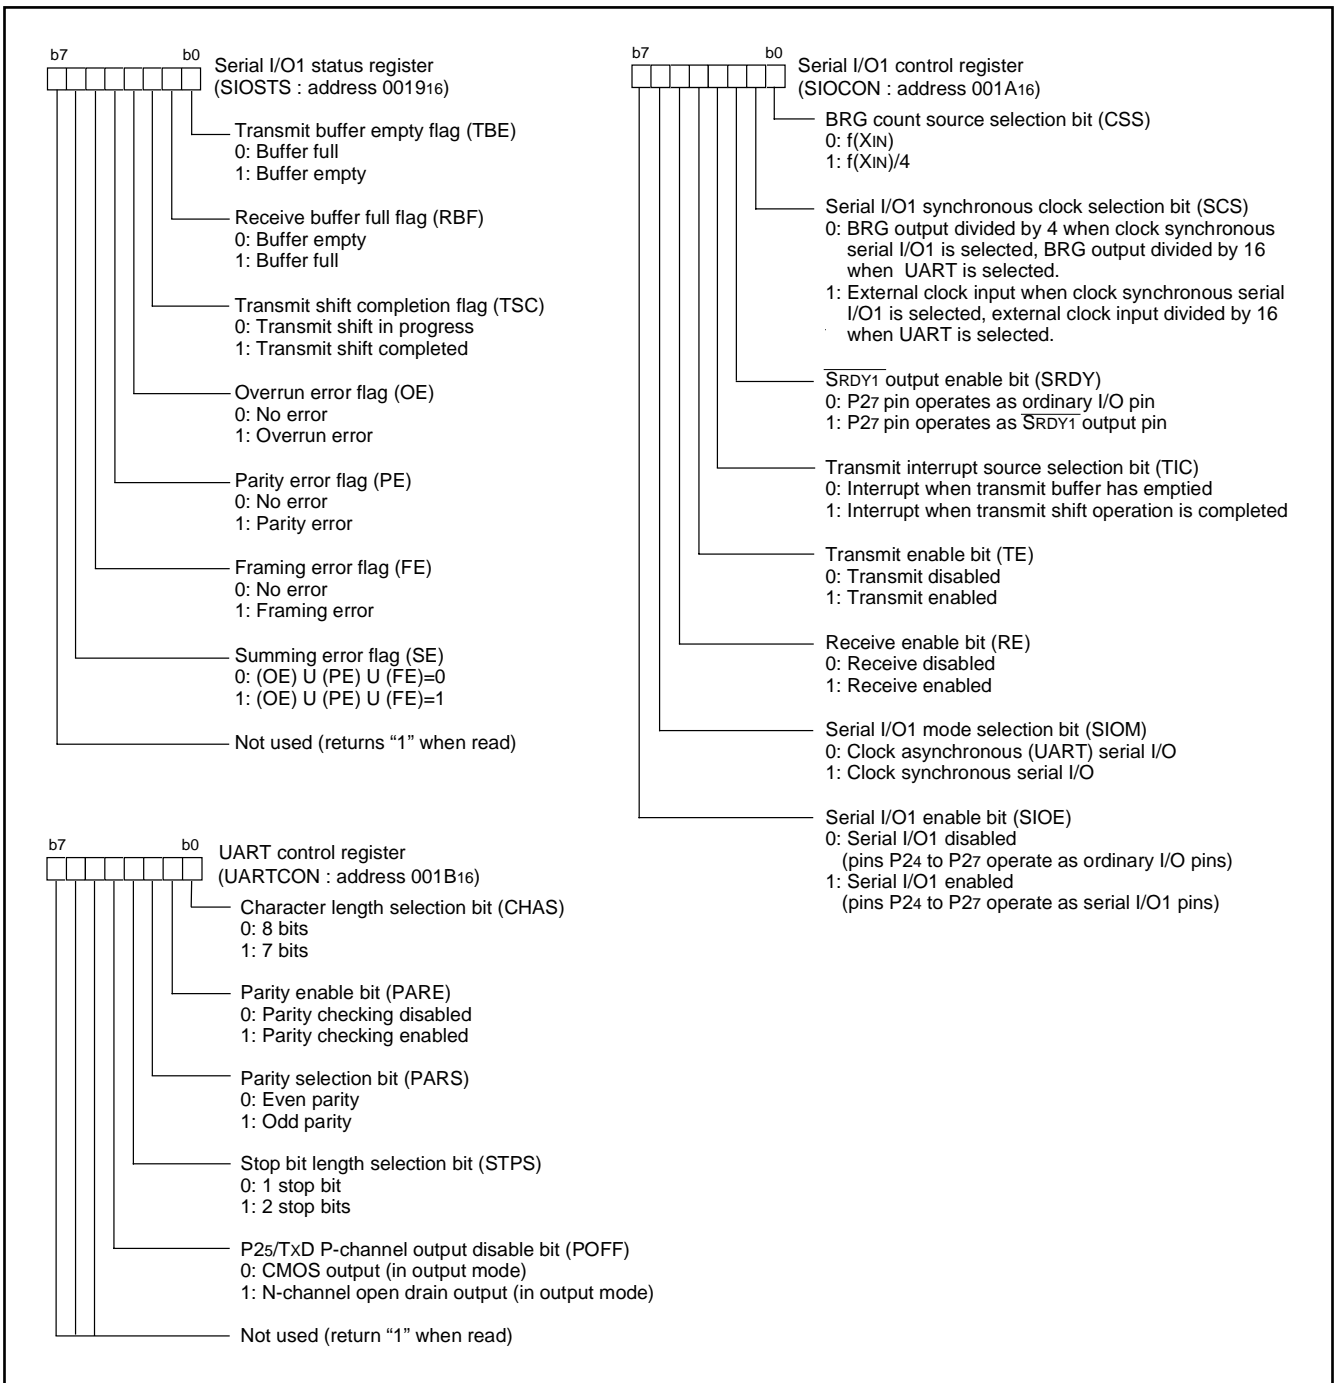 b7 b0
Serial I/O1 status register
(SIOSTS : address 001916)
Transmit buffer empty flag (TBE)
0: Buffer full
1: Buffer empty
Receive buffer full flag (RBF)
0: Buffer empty
1: Buffer full
Transmit shift completion flag (TSC)
0: Transmit shift in progress
1: Transmit shift completed
Overrun error flag (OE)
0: No error
1: Overrun error
Parity error flag (PE)
0: No error
1: Parity error
Framing error flag (FE)
0: No error
1: Framing error
Summing error flag (SE)
0: (OE) U (PE) U (FE)=0
1: (OE) U (PE) U (FE)=1
Not used (returns “1” when read)
b7 b0
UART control register
(UARTCON : address 001B16)
Character length selection bit (CHAS)
0: 8 bits
1: 7 bits
Parity enable bit (PARE)
0: Parity checking disabled
1: Parity checking enabled
Parity selection bit (PARS)
0: Even parity
1: Odd parity
Stop bit length selection bit (STPS)
0: 1 stop bit
1: 2 stop bits
P25/TXD P-channel output disable bit (POFF)
0: CMOS output (in output mode)
1: N-channel open drain output (in output mode)
Not used (return “1” when read)
b7 b0
Serial I/O1 control register
(SIOCON : address 001A16)
BRG count source selection bit (CSS)
0: f(XIN)
1: f(XIN)/4
Serial I/O1 synchronous clock selection bit (SCS)
0: BRG output divided by 4 when clock synchronous
serial I/O1 is selected, BRG output divided by 16
when UART is selected.
1: External clock input when clock synchronous serial
I/O1 is selected, external clock input divided by 16
when UART is selected.
SRDY1 output enable bit (SRDY)
0: P27 pin operates as ordinary I/O pin
1: P27 pin operates as SRDY1 output pin
Transmit interrupt source selection bit (TIC)
0: Interrupt when transmit buffer has emptied
1: Interrupt when transmit shift operation is completed
Transmit enable bit (TE)
0: Transmit disabled
1: Transmit enabled
Receive enable bit (RE)
0: Receive disabled
1: Receive enabled
Serial I/O1 mode selection bit (SIOM)
0: Clock asynchronous (UART) serial I/O
1: Clock synchronous serial I/O
Serial I/O1 enable bit (SIOE)
0: Serial I/O1 disabled
(pins P24 to P27 operate as ordinary I/O pins)
1: Serial I/O1 enabled
(pins P24 to P27 operate as serial I/O1 pins)